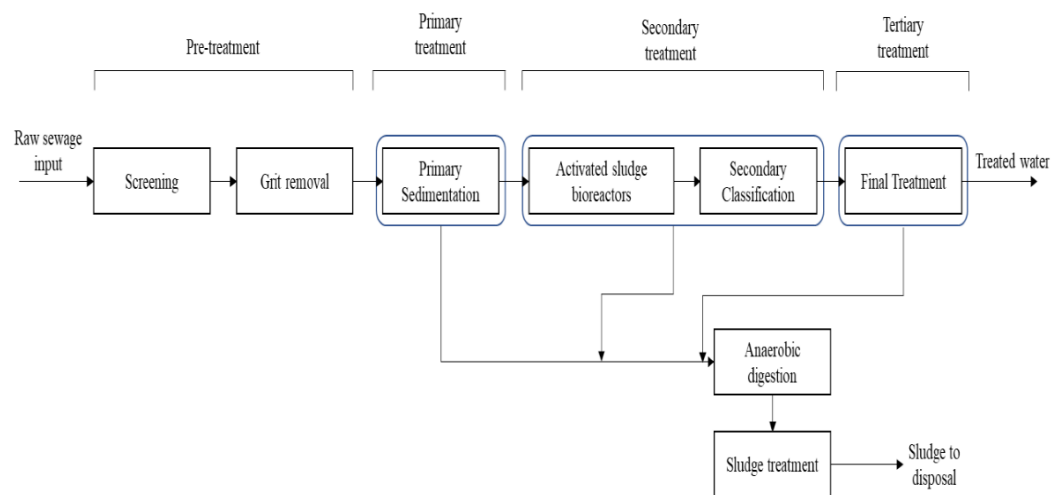 Pre-treatment
Primary
treatment
Secondary
treatment
Tertiary
treatment
Raw sewage
input
Screening
Grit removal
Primary
Sedimentation
Activated sludge
bioreactors
Secondary
Classification
Final Treatment
Treated water
Anaerobic
digestion
Sludge treatment
Sludge to
disposal